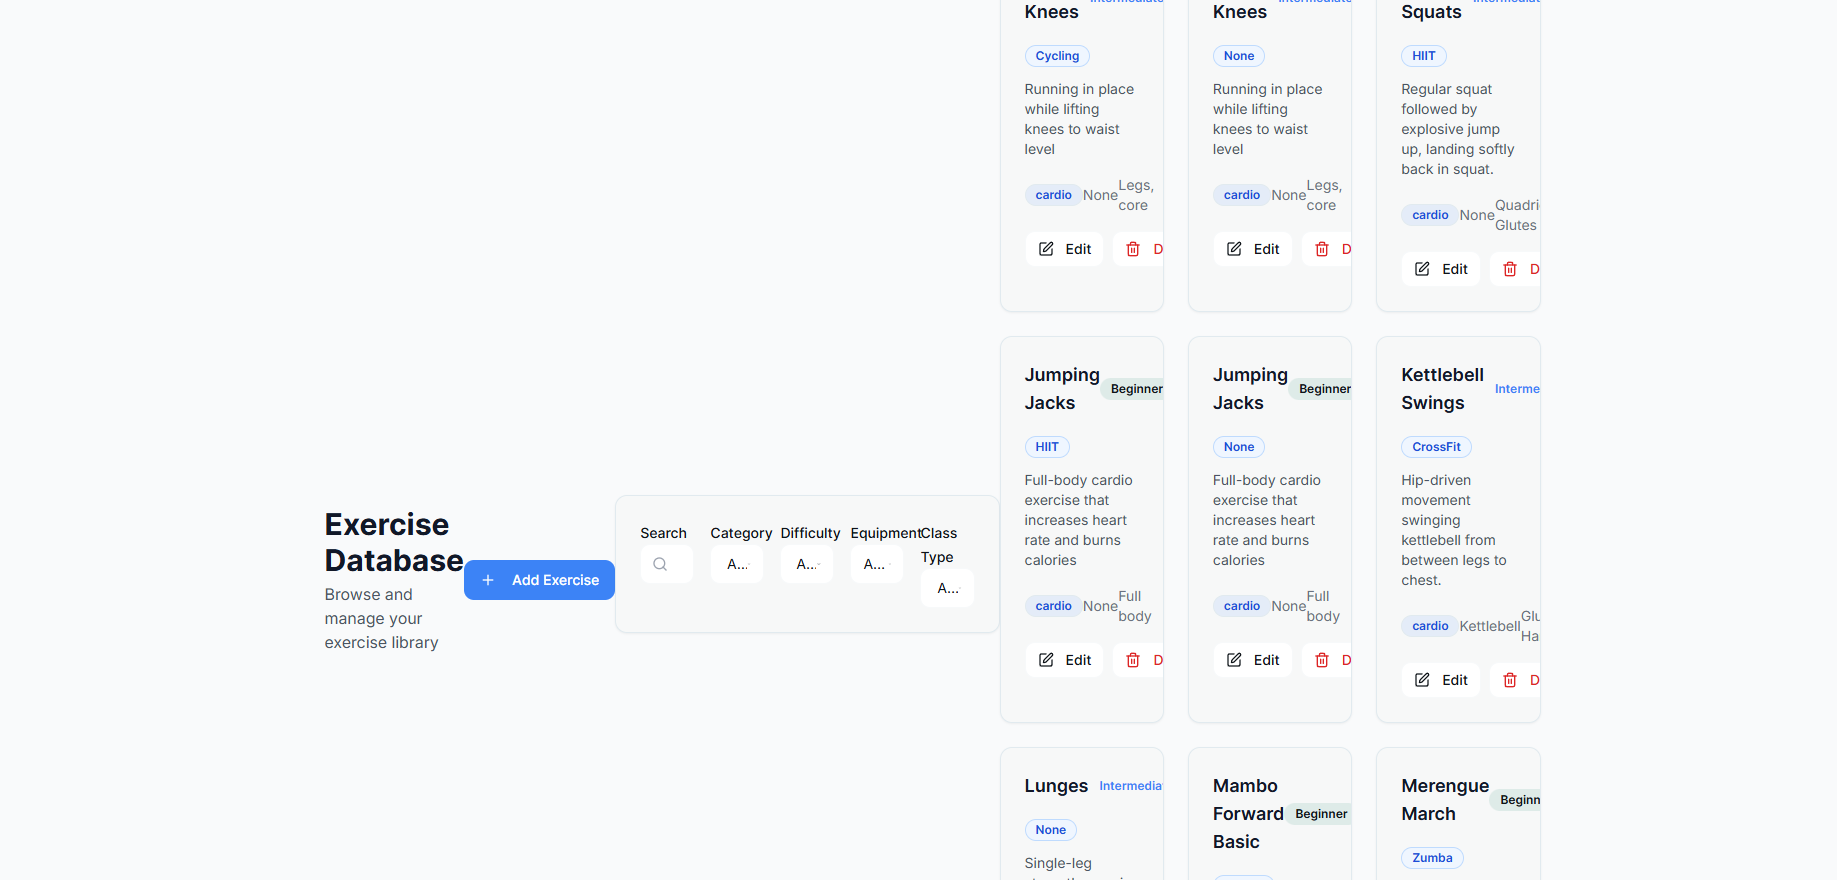 Exercise
Database
Browse and
manage your
exercise library
Add Exercise
Search
Category
A...
Difficulty
A...
Equipment
A...
Class
Type
A...
Knees
Cycling
Running in place
while lifting
knees to waist
level
cardio None Legs,
core
Edit D
Knees
None
Running in place
while lifting
knees to waist
level
cardio None Legs,
core
Edit D
Squats
HIIT
Regular squat
followed by
explosive jump
up, landing softly
back in squat.
cardio None Quadri
Glutes
Edit D
Jumping
Jacks
Beginner
HIIT
Full-body cardio
exercise that
increases heart
rate and burns
calories
cardio None Full
body
Edit D
Jumping
Jacks
Beginner
None
Full-body cardio
exercise that
increases heart
rate and burns
calories
cardio None Full
body
Edit D
Kettlebell
Swings
Interme
CrossFit
Hip-driven
movement
swinging
kettlebell from
between legs to
chest.
cardio Kettlebell Glu
Ha
Edit D
Lunges Intermedia
None
Single-leg
Mambo
Forward
Basic
Beginner
Merengue
March
Beginn
Zumba